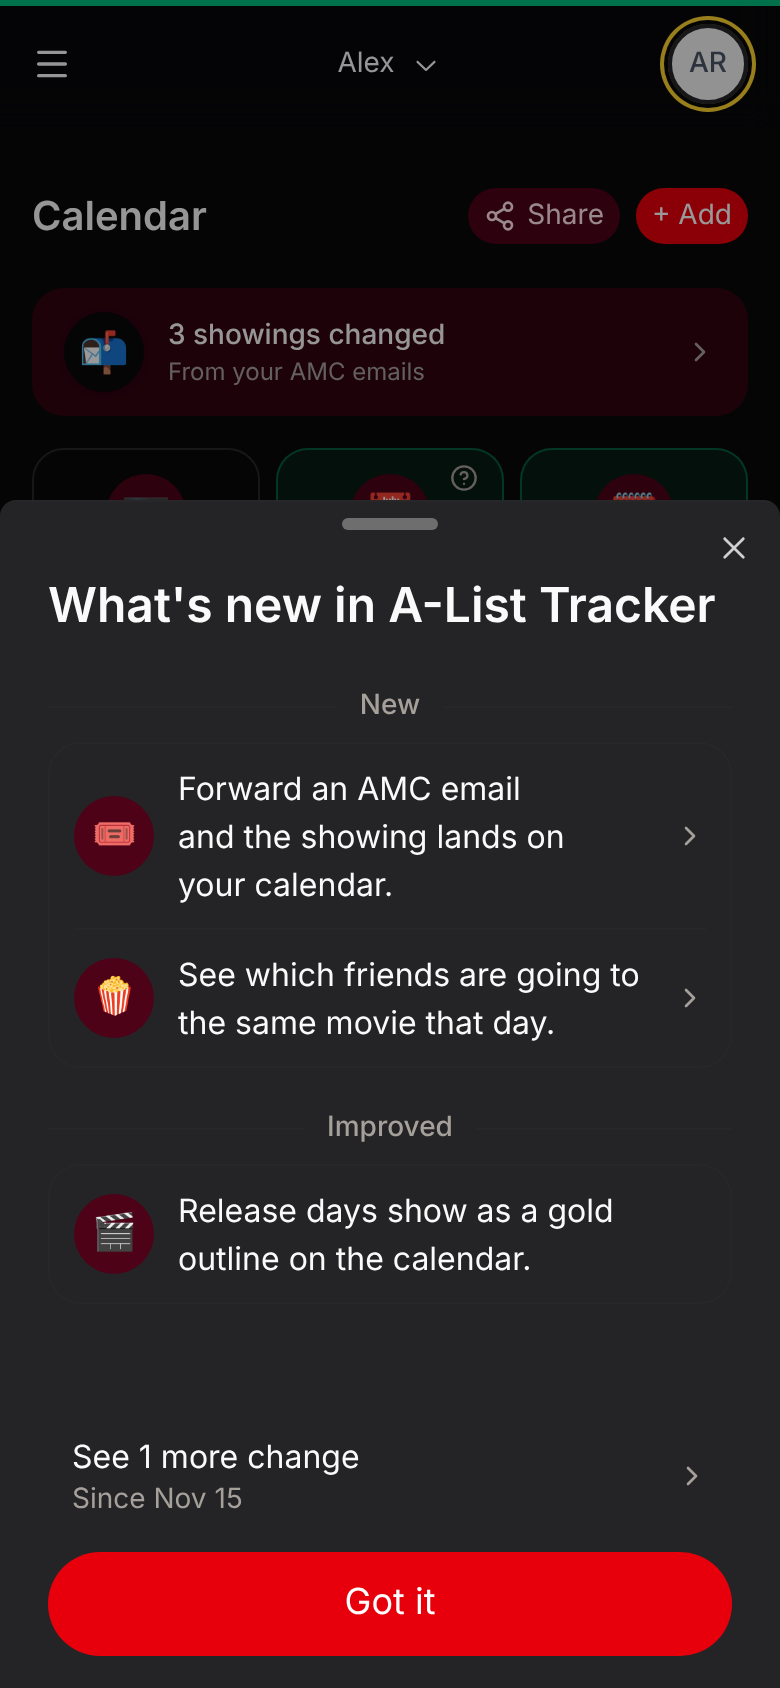 Alex
AR
Calendar
Share
+ Add
3 showings changed
From your AMC emails
What's new in A-List Tracker
New
Forward an AMC email
and the showing lands on
your calendar.
See which friends are going to
the same movie that day.
Improved
Release days show as a gold
outline on the calendar.
See 1 more change
Since Nov 15
Got it